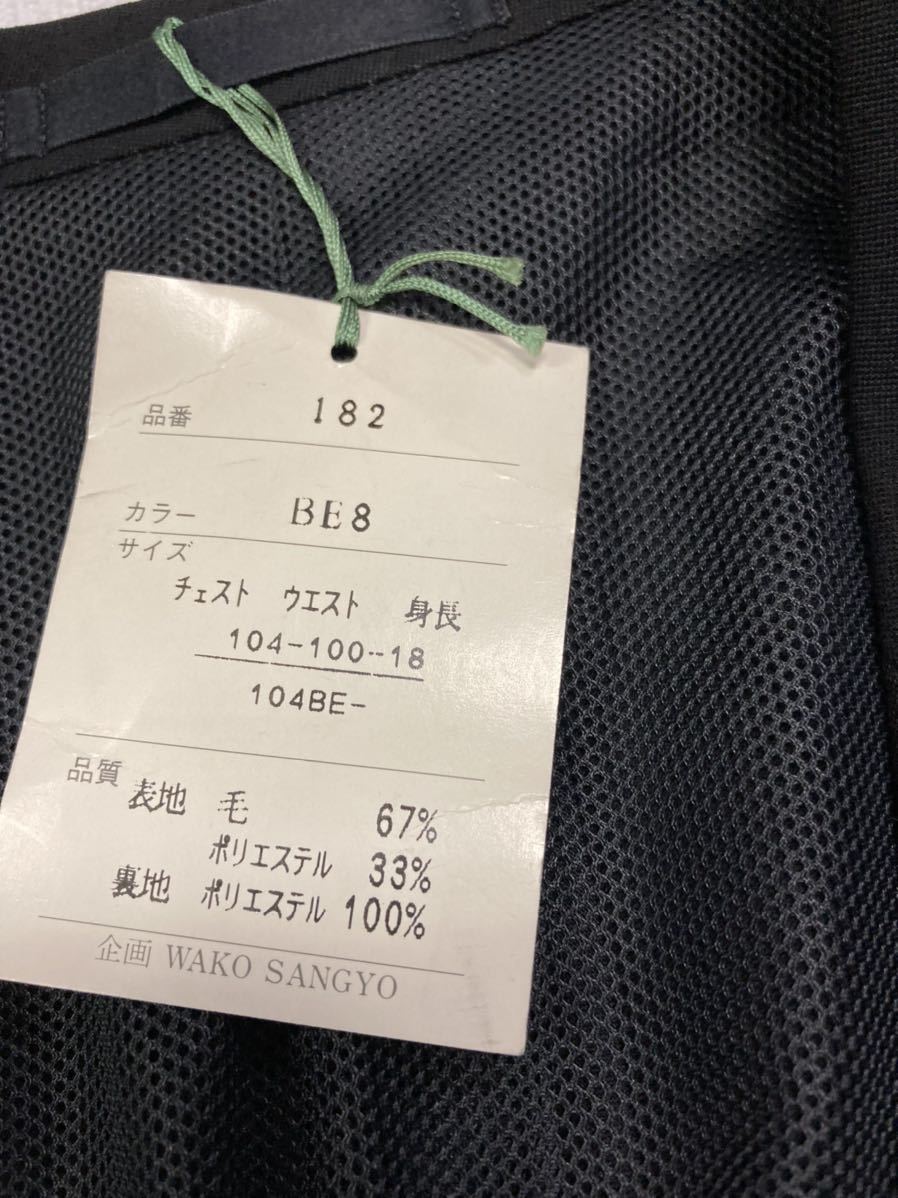 品番 182
カラー BE8
サイズ
チェスト ウエスト 身長
104-100--18
104BE-
品質
表地 毛 67%
ポリエステル 33%
裏地 ポリエステル 100%
企画 WAKO SANGYO